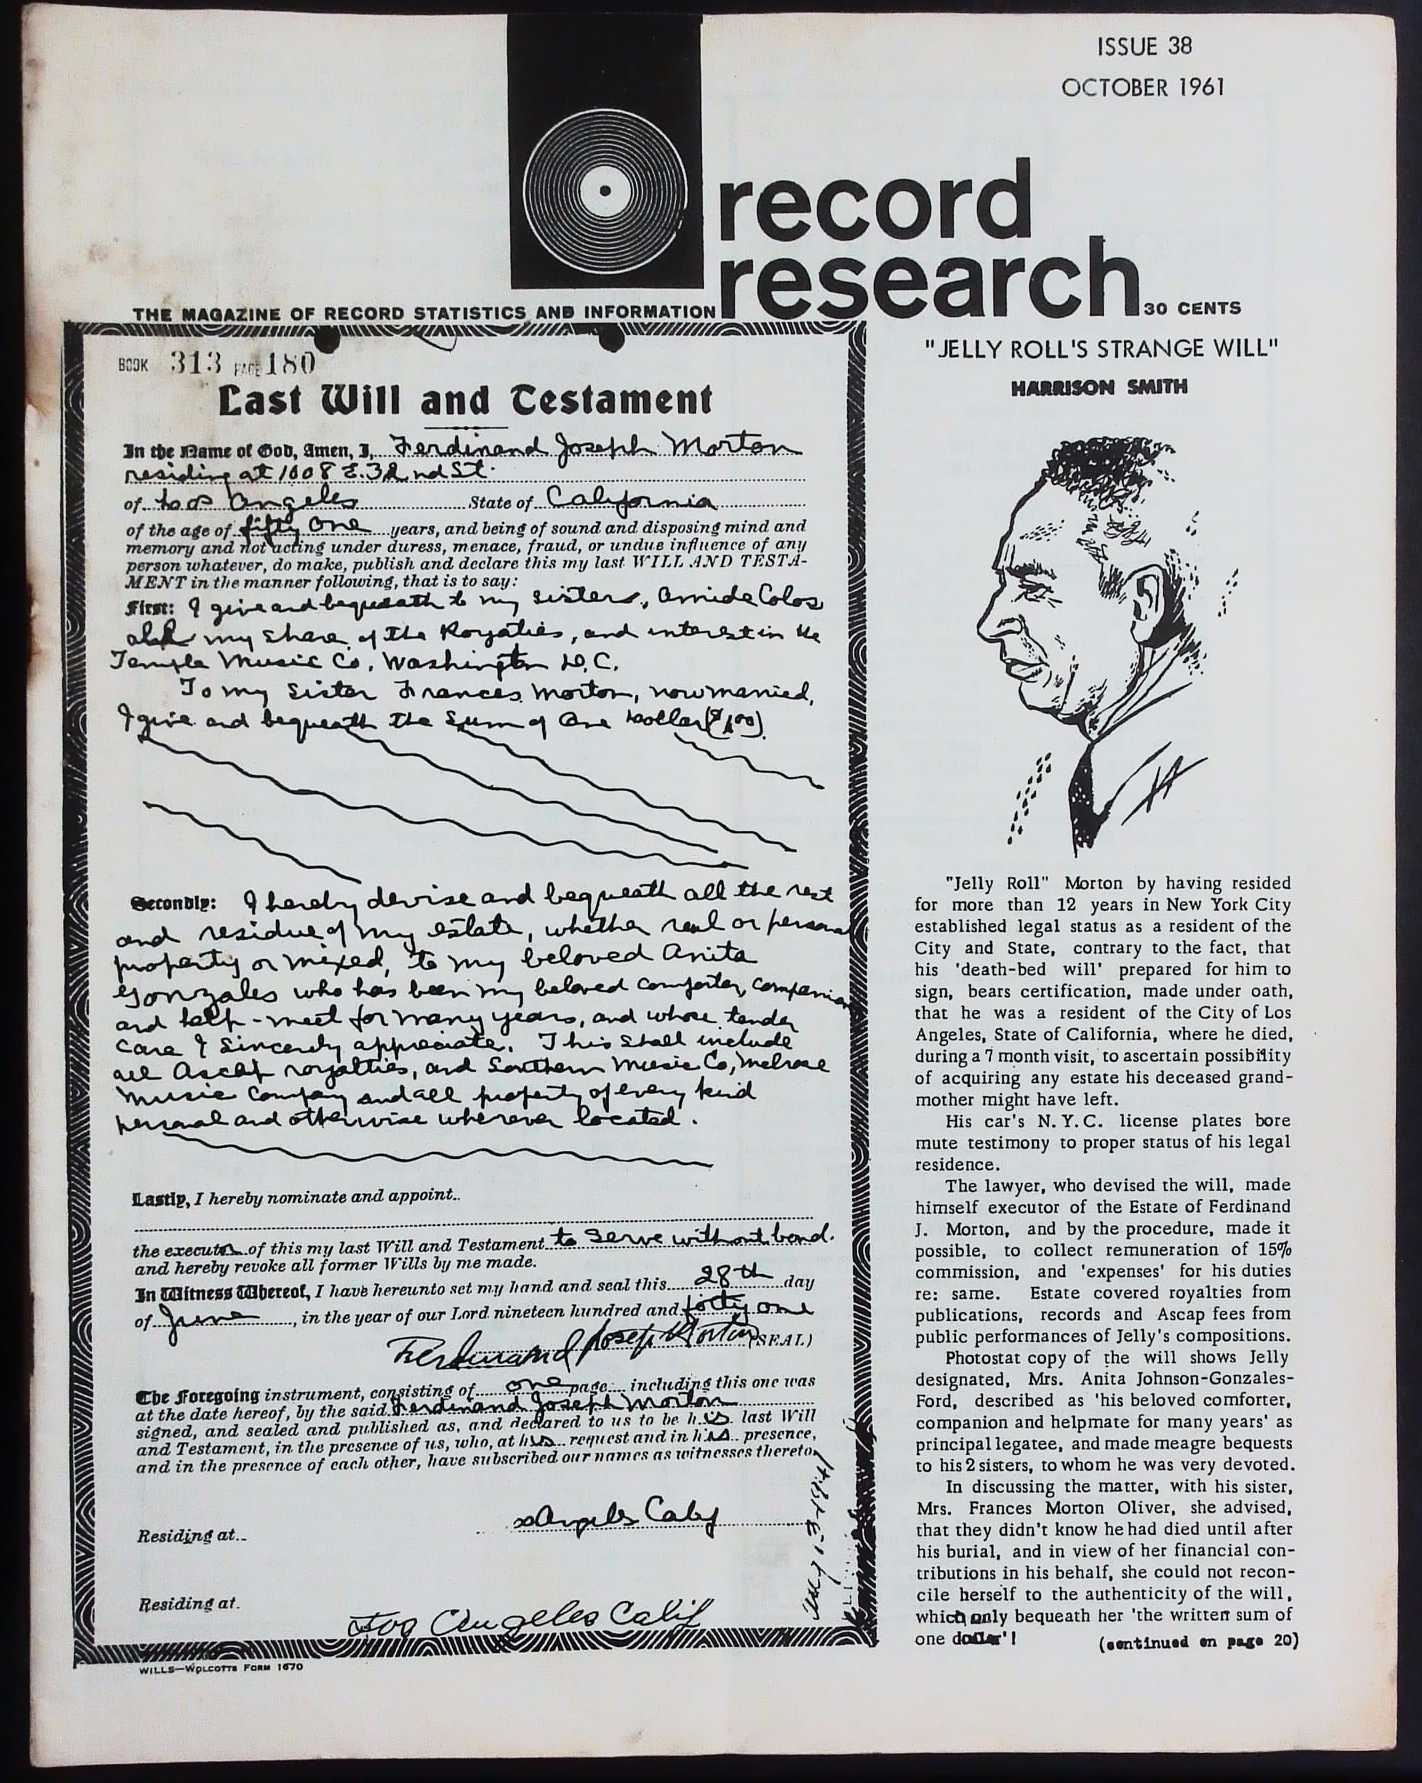 ISSUE 38
OCTOBER 1961
record
research
THE MAGAZINE OF RECORD STATISTICS AND INFORMATION
30 CENTS
BOOK 313 PAGE 180
Last Will and Testament
In the Name of God, Amen, I, Ferdinand Joseph Morton
residing at 1008 E. 32nd St.
of Los Angeles State of California
of the age of fifty one years, and being of sound and disposing mind and
memory and not acting under duress, menace, fraud, or undue influence of any
person whatever, do make, publish and declare this my last WILL AND TESTA-
MENT in the manner following, that is to say:
First: I give and bequeath to my sisters, Amide Colos
my share of the Royaties, and interest in the
Temple Music Co. Washington D.C.
To my Sister Frances Morton, now married,
I give and bequeath the Sum of One Dollar ($1.00).
Secondly: I hereby devise and bequeath all the rest
and residue of my estate, whether real or personal
property or mixed, to my beloved Anita
Gonzales who has been my beloved comforter, companion
and help-meet for many years, and whose tender
care I sincerely appreciate. This shall include
all Ascap royalties, and Southern Music Co, Melrose
Music Company and all property of every kind
personal and otherwise wherever located.
Lastly, I hereby nominate and appoint..
the executor of this my last Will and Testament to serve without bond.
and hereby revoke all former Wills by me made.
In Witness Whereof, I have hereunto set my hand and seal this 28th day
of June, in the year of our Lord nineteen hundred and forty one
Ferdinand Joseph Morton (SEAL)
The Foregoing instrument, consisting of one page including this one was
at the date hereof, by the said Ferdinand Joseph Morton
signed, and sealed and published as, and declared to us to be his last Will
and Testament, in the presence of us, who, at his request and in his presence,
and in the presence of each other, have subscribed our names as witnesses thereto,
Residing at.. Angeles Calif
Residing at. Los Angeles Calif
WILLS—WOLCOTTS FORM 1670
"JELLY ROLL'S STRANGE WILL"
HARRISON SMITH
"Jelly Roll" Morton by having resided
for more than 12 years in New York City
established legal status as a resident of the
City and State, contrary to the fact, that
his 'death-bed will' prepared for him to
sign, bears certification, made under oath,
that he was a resident of the City of Los
Angeles, State of California, where he died,
during a 7 month visit, to ascertain possibility
of acquiring any estate his deceased grand-
mother might have left.
His car's N.Y.C. license plates bore
mute testimony to proper status of his legal
residence.
The lawyer, who devised the will, made
himself executor of the Estate of Ferdinand
J. Morton, and by the procedure, made it
possible, to collect remuneration of 15%
commission, and 'expenses' for his duties
re: same. Estate covered royalties from
publications, records and Ascap fees from
public performances of Jelly's compositions.
Photostat copy of the will shows Jelly
designated, Mrs. Anita Johnson-Gonzales-
Ford, described as 'his beloved comforter,
companion and helpmate for many years' as
principal legatee, and made meagre bequests
to his 2 sisters, to whom he was very devoted.
In discussing the matter, with his sister,
Mrs. Frances Morton Oliver, she advised,
that they didn't know he had died until after
his burial, and in view of her financial con-
tributions in his behalf, she could not recon-
cile herself to the authenticity of the will,
which only bequeath her 'the written sum of
one dollar'!
(continued on page 20)